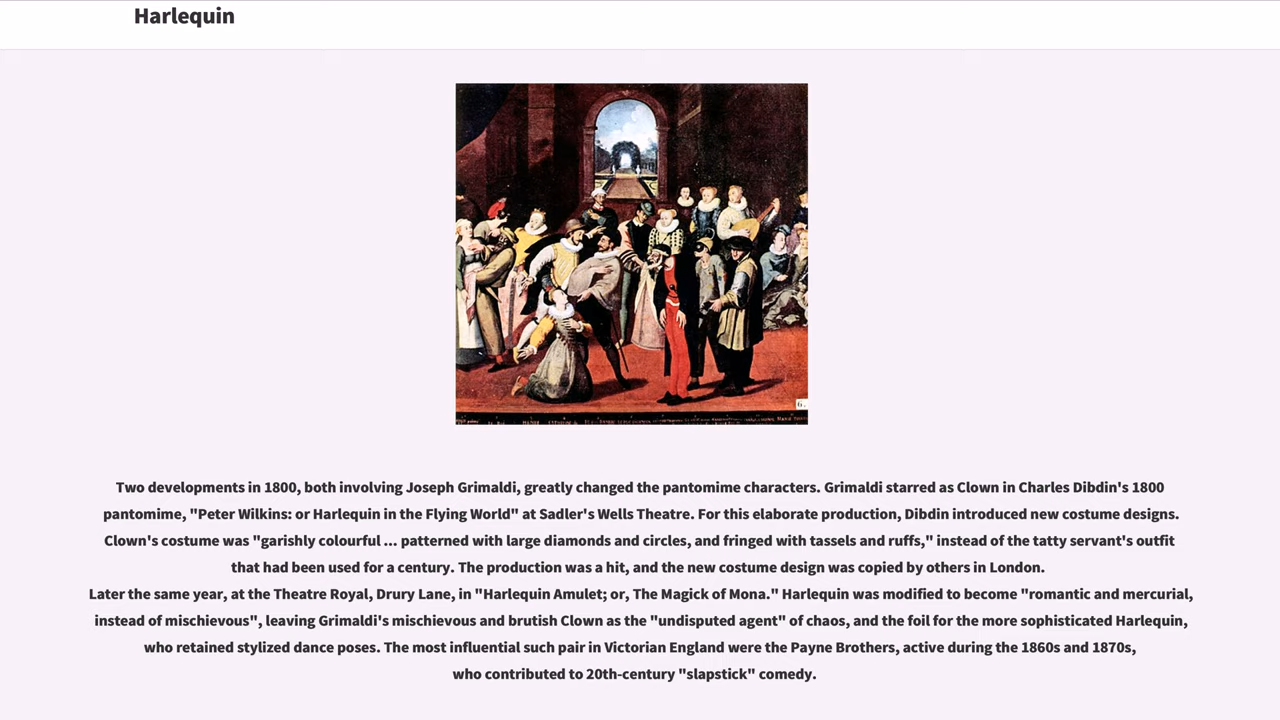 Harlequin
6.
Two developments in 1800, both involving Joseph Grimaldi, greatly changed the pantomime characters. Grimaldi starred as Clown in Charles Dibdin's 1800
pantomime, "Peter Wilkins: or Harlequin in the Flying World" at Sadler's Wells Theatre. For this elaborate production, Dibdin introduced new costume designs.
Clown's costume was "garishly colourful ... patterned with large diamonds and circles, and fringed with tassels and ruffs," instead of the tatty servant's outfit
that had been used for a century. The production was a hit, and the new costume design was copied by others in London.
Later the same year, at the Theatre Royal, Drury Lane, in "Harlequin Amulet; or, The Magick of Mona." Harlequin was modified to become "romantic and mercurial,
instead of mischievous", leaving Grimaldi's mischievous and brutish Clown as the "undisputed agent" of chaos, and the foil for the more sophisticated Harlequin,
who retained stylized dance poses. The most influential such pair in Victorian England were the Payne Brothers, active during the 1860s and 1870s,
who contributed to 20th-century "slapstick" comedy.